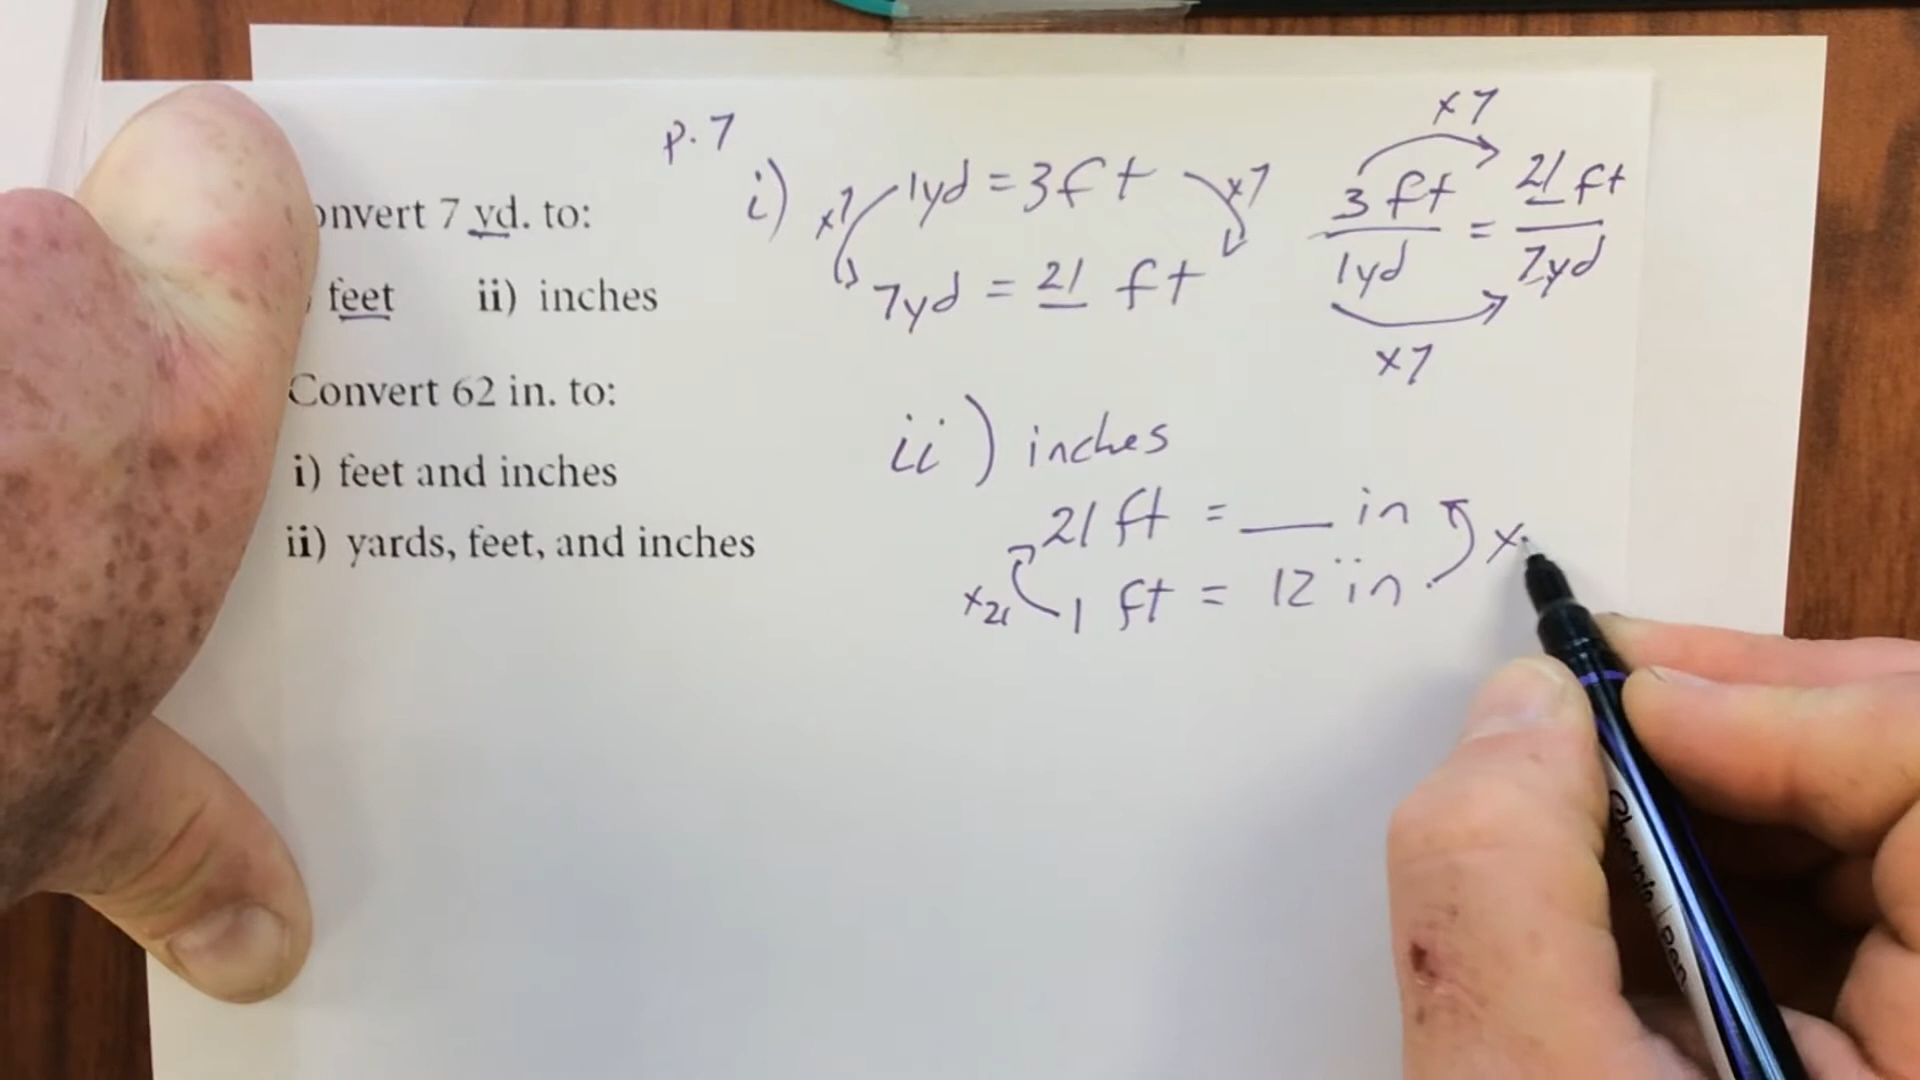 p. 7
onvert 7 yd. to:
feet ii) inches
Convert 62 in. to:
i) feet and inches
ii) yards, feet, and inches
i) x7 1yd = 3ft x7
7yd = 21 ft
x7
3 ft = 21 ft
1yd 7yd
x7
ii) inches
21 ft = ___ in x
x21 1 ft = 12 in
Sharpie Pen